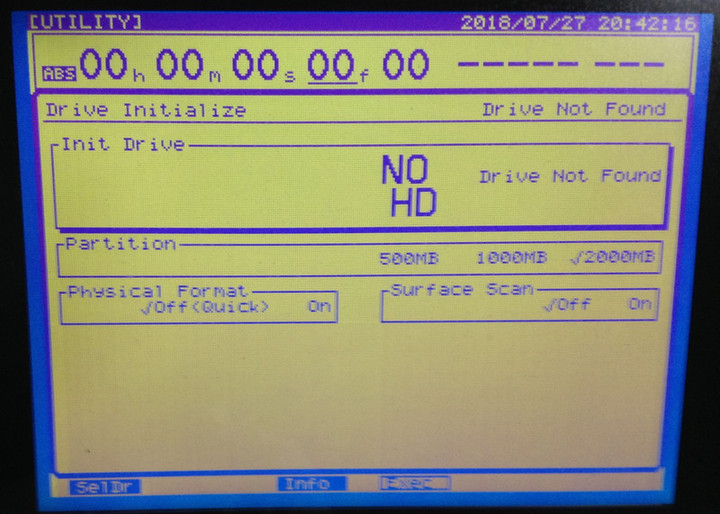 [UTILITY] 2018/07/27 20:42:16
ABS 00h 00m 00s 00f 00 ----- ---
Drive Initialize Drive Not Found
Init Drive
NO Drive Not Found
HD
Partition
500MB 1000MB √2000MB
Physical Format Surface Scan
√Off<Quick> On √Off On
SelDr Info Exec